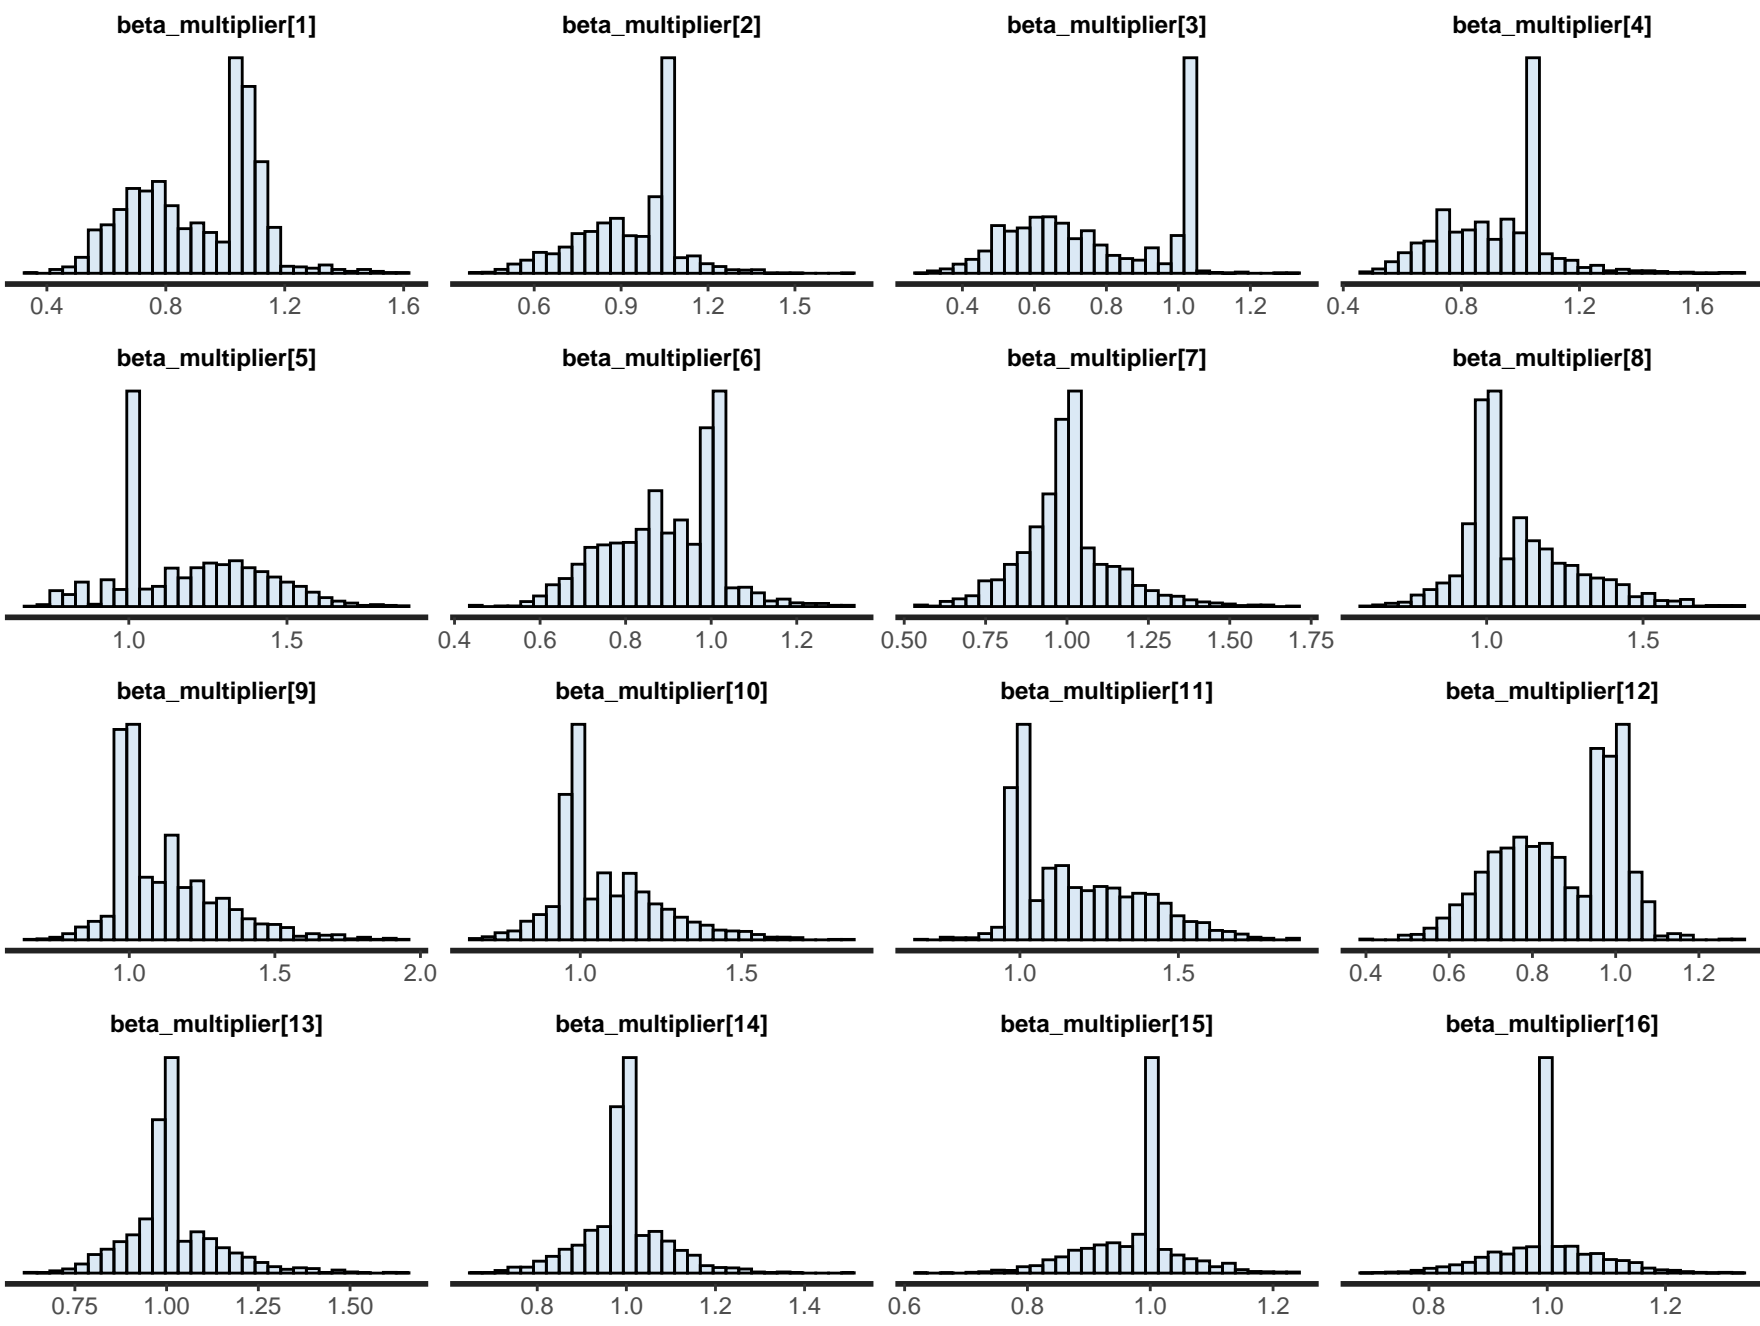 beta_multiplier[1] beta_multiplier[2] beta_multiplier[3] beta_multiplier[4]
0.4 0.8 1.2 1.6 0.6 0.9 1.2 1.5 0.4 0.6 0.8 1.0 1.2 0.4 0.8 1.2 1.6
beta_multiplier[5] beta_multiplier[6] beta_multiplier[7] beta_multiplier[8]
1.0 1.5 0.4 0.6 0.8 1.0 1.2 0.50 0.75 1.00 1.25 1.50 1.75 1.0 1.5
beta_multiplier[9] beta_multiplier[10] beta_multiplier[11] beta_multiplier[12]
1.0 1.5 2.0 1.0 1.5 1.0 1.5 0.4 0.6 0.8 1.0 1.2
beta_multiplier[13] beta_multiplier[14] beta_multiplier[15] beta_multiplier[16]
0.75 1.00 1.25 1.50 0.8 1.0 1.2 1.4 0.6 0.8 1.0 1.2 0.8 1.0 1.2